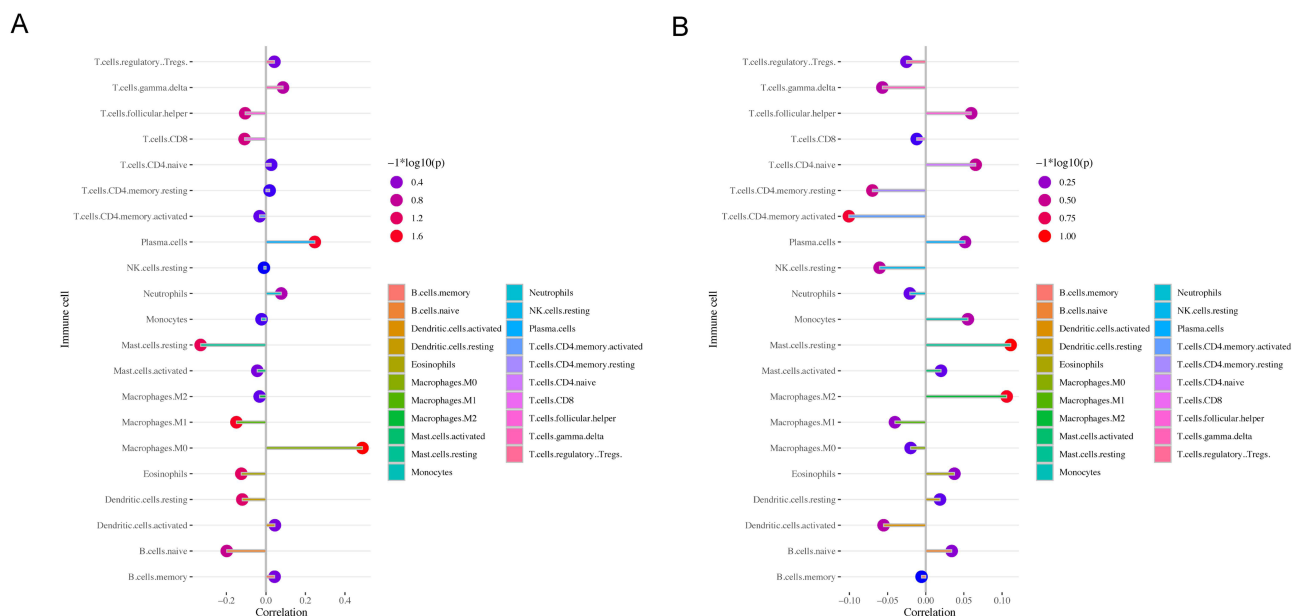 A
T.cells.regulatory..Tregs.
T.cells.gamma.delta
T.cells.follicular.helper
T.cells.CD8
T.cells.CD4.naive
T.cells.CD4.memory.resting
T.cells.CD4.memory.activated
Plasma.cells
NK.cells.resting
Neutrophils
Monocytes
Mast.cells.resting
Mast.cells.activated
Macrophages.M2
Macrophages.M1
Macrophages.M0
Eosinophils
Dendritic.cells.resting
Dendritic.cells.activated
B.cells.naive
B.cells.memory
Immune cell
−0.2 0.0 0.2 0.4
Correlation
−1*log10(p)
0.4
0.8
1.2
1.6
B.cells.memory
B.cells.naive
Dendritic.cells.activated
Dendritic.cells.resting
Eosinophils
Macrophages.M0
Macrophages.M1
Macrophages.M2
Mast.cells.activated
Mast.cells.resting
Monocytes
Neutrophils
NK.cells.resting
Plasma.cells
T.cells.CD4.memory.activated
T.cells.CD4.memory.resting
T.cells.CD4.naive
T.cells.CD8
T.cells.follicular.helper
T.cells.gamma.delta
T.cells.regulatory..Tregs.
B
T.cells.regulatory..Tregs.
T.cells.gamma.delta
T.cells.follicular.helper
T.cells.CD8
T.cells.CD4.naive
T.cells.CD4.memory.resting
T.cells.CD4.memory.activated
Plasma.cells
NK.cells.resting
Neutrophils
Monocytes
Mast.cells.resting
Mast.cells.activated
Macrophages.M2
Macrophages.M1
Macrophages.M0
Eosinophils
Dendritic.cells.resting
Dendritic.cells.activated
B.cells.naive
B.cells.memory
Immune cell
−0.10 −0.05 0.00 0.05 0.10
Correlation
−1*log10(p)
0.25
0.50
0.75
1.00
B.cells.memory
B.cells.naive
Dendritic.cells.activated
Dendritic.cells.resting
Eosinophils
Macrophages.M0
Macrophages.M1
Macrophages.M2
Mast.cells.activated
Mast.cells.resting
Monocytes
Neutrophils
NK.cells.resting
Plasma.cells
T.cells.CD4.memory.activated
T.cells.CD4.memory.resting
T.cells.CD4.naive
T.cells.CD8
T.cells.follicular.helper
T.cells.gamma.delta
T.cells.regulatory..Tregs.